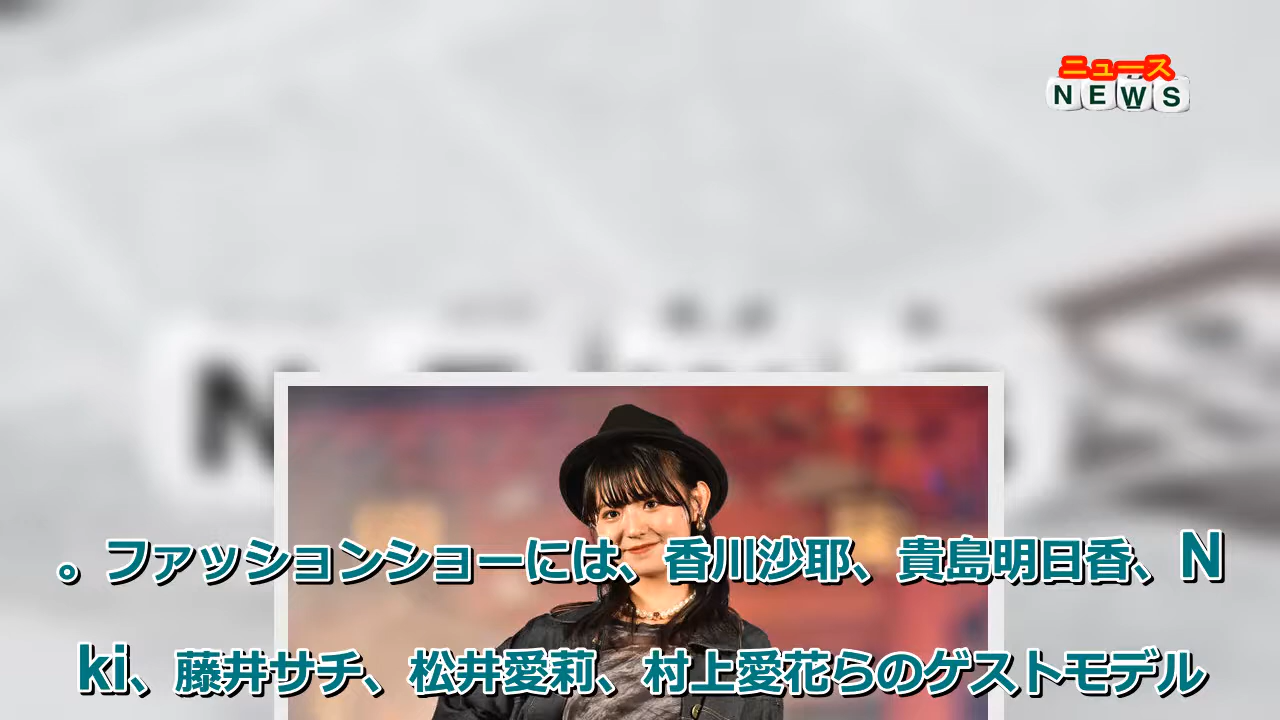 ニュース
NEWS
。ファッションショーには、香川沙耶、貴島明日香、N
ki、藤井サチ、松井愛莉、村上愛花らのゲストモデル